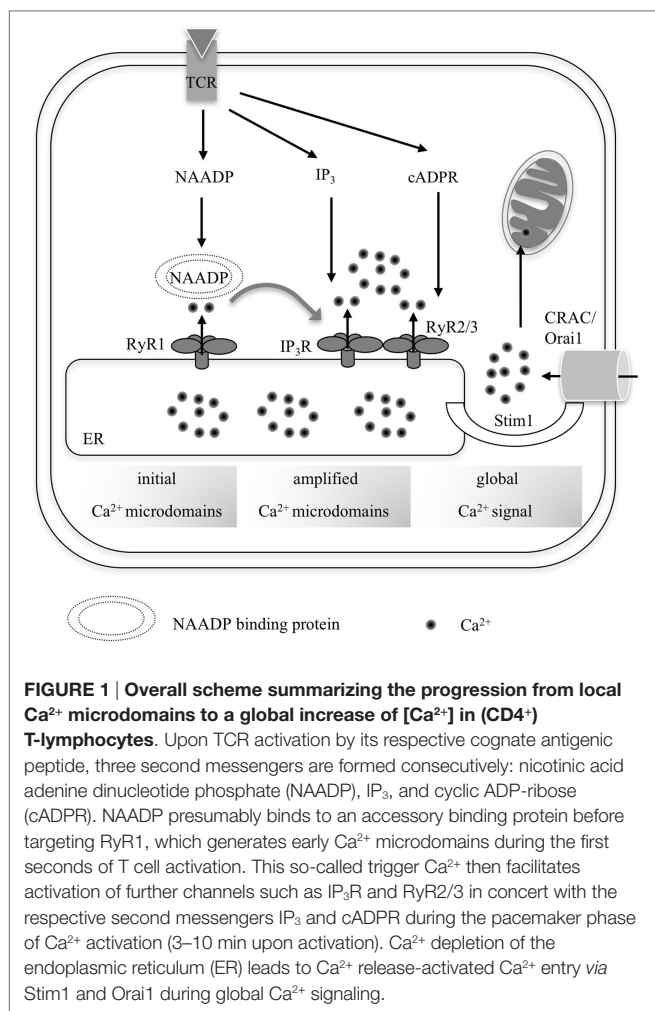 TCR
NAADP
IP₃
cADPR
NAADP
RyR1
IP₃R
RyR2/3
CRAC/
Orai1
Stim1
ER
initial
Ca²⁺ microdomains
amplified
Ca²⁺ microdomains
global
Ca²⁺ signal
NAADP binding protein
Ca²⁺
FIGURE 1 | Overall scheme summarizing the progression from local
Ca²⁺ microdomains to a global increase of [Ca²⁺] in (CD4⁺)
T-lymphocytes. Upon TCR activation by its respective cognate antigenic
peptide, three second messengers are formed consecutively: nicotinic acid
adenine dinucleotide phosphate (NAADP), IP₃, and cyclic ADP-ribose
(cADPR). NAADP presumably binds to an accessory binding protein before
targeting RyR1, which generates early Ca²⁺ microdomains during the first
seconds of T cell activation. This so-called trigger Ca²⁺ then facilitates
activation of further channels such as IP₃R and RyR2/3 in concert with the
respective second messengers IP₃ and cADPR during the pacemaker phase
of Ca²⁺ activation (3–10 min upon activation). Ca²⁺ depletion of the
endoplasmic reticulum (ER) leads to Ca²⁺ release-activated Ca²⁺ entry via
Stim1 and Orai1 during global Ca²⁺ signaling.